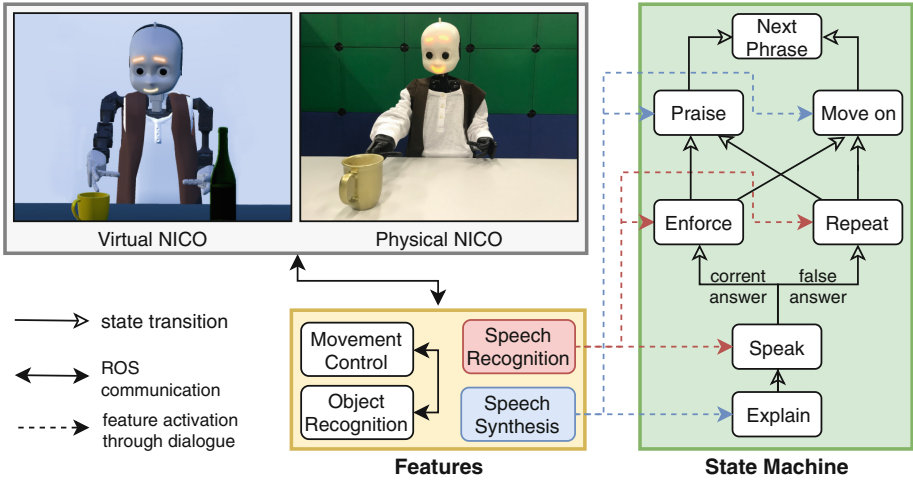 Virtual NICO
Physical NICO
state transition
ROS
communication
feature activation
through dialogue
Movement
Control
Object
Recognition
Speech
Recognition
Speech
Synthesis
Features
Next
Phrase
Praise
Move on
Enforce
Repeat
corrent
answer
false
answer
Speak
Explain
State Machine